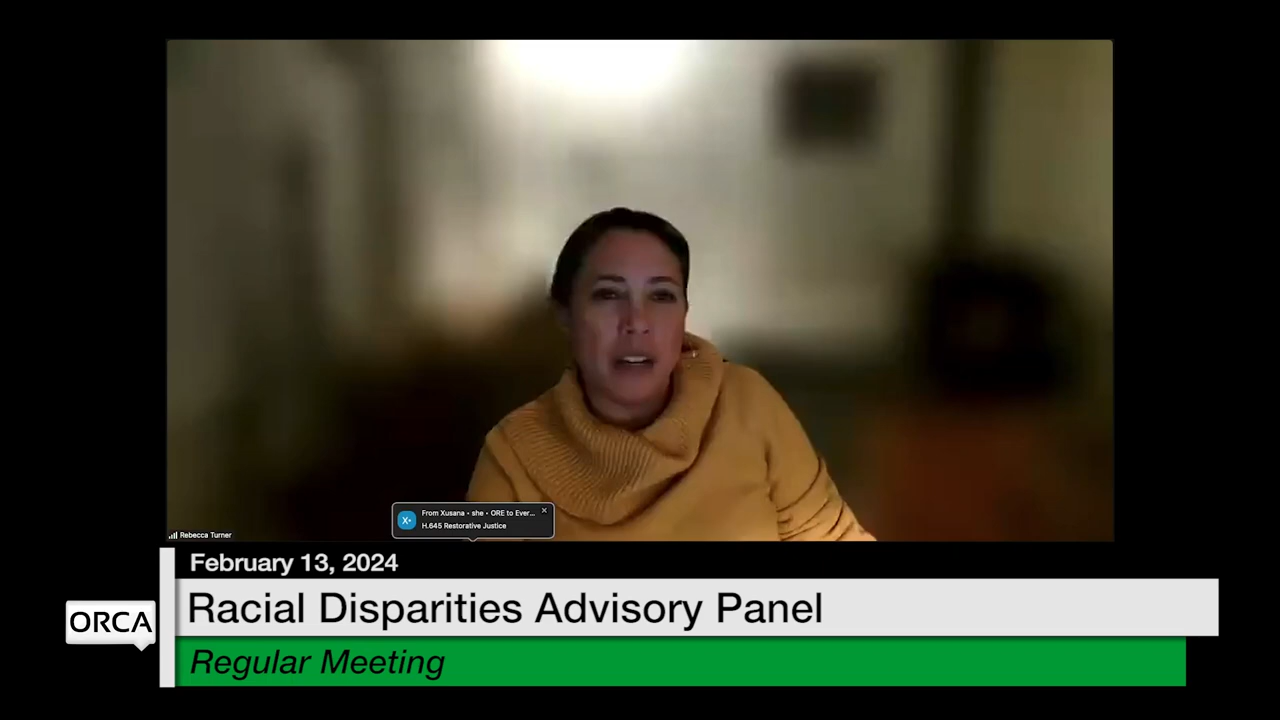 X•
From Xusana • she • ORE to Ever...
H.645 Restorative Justice
Rebecca Turner
February 13, 2024
ORCA
Racial Disparities Advisory Panel
Regular Meeting